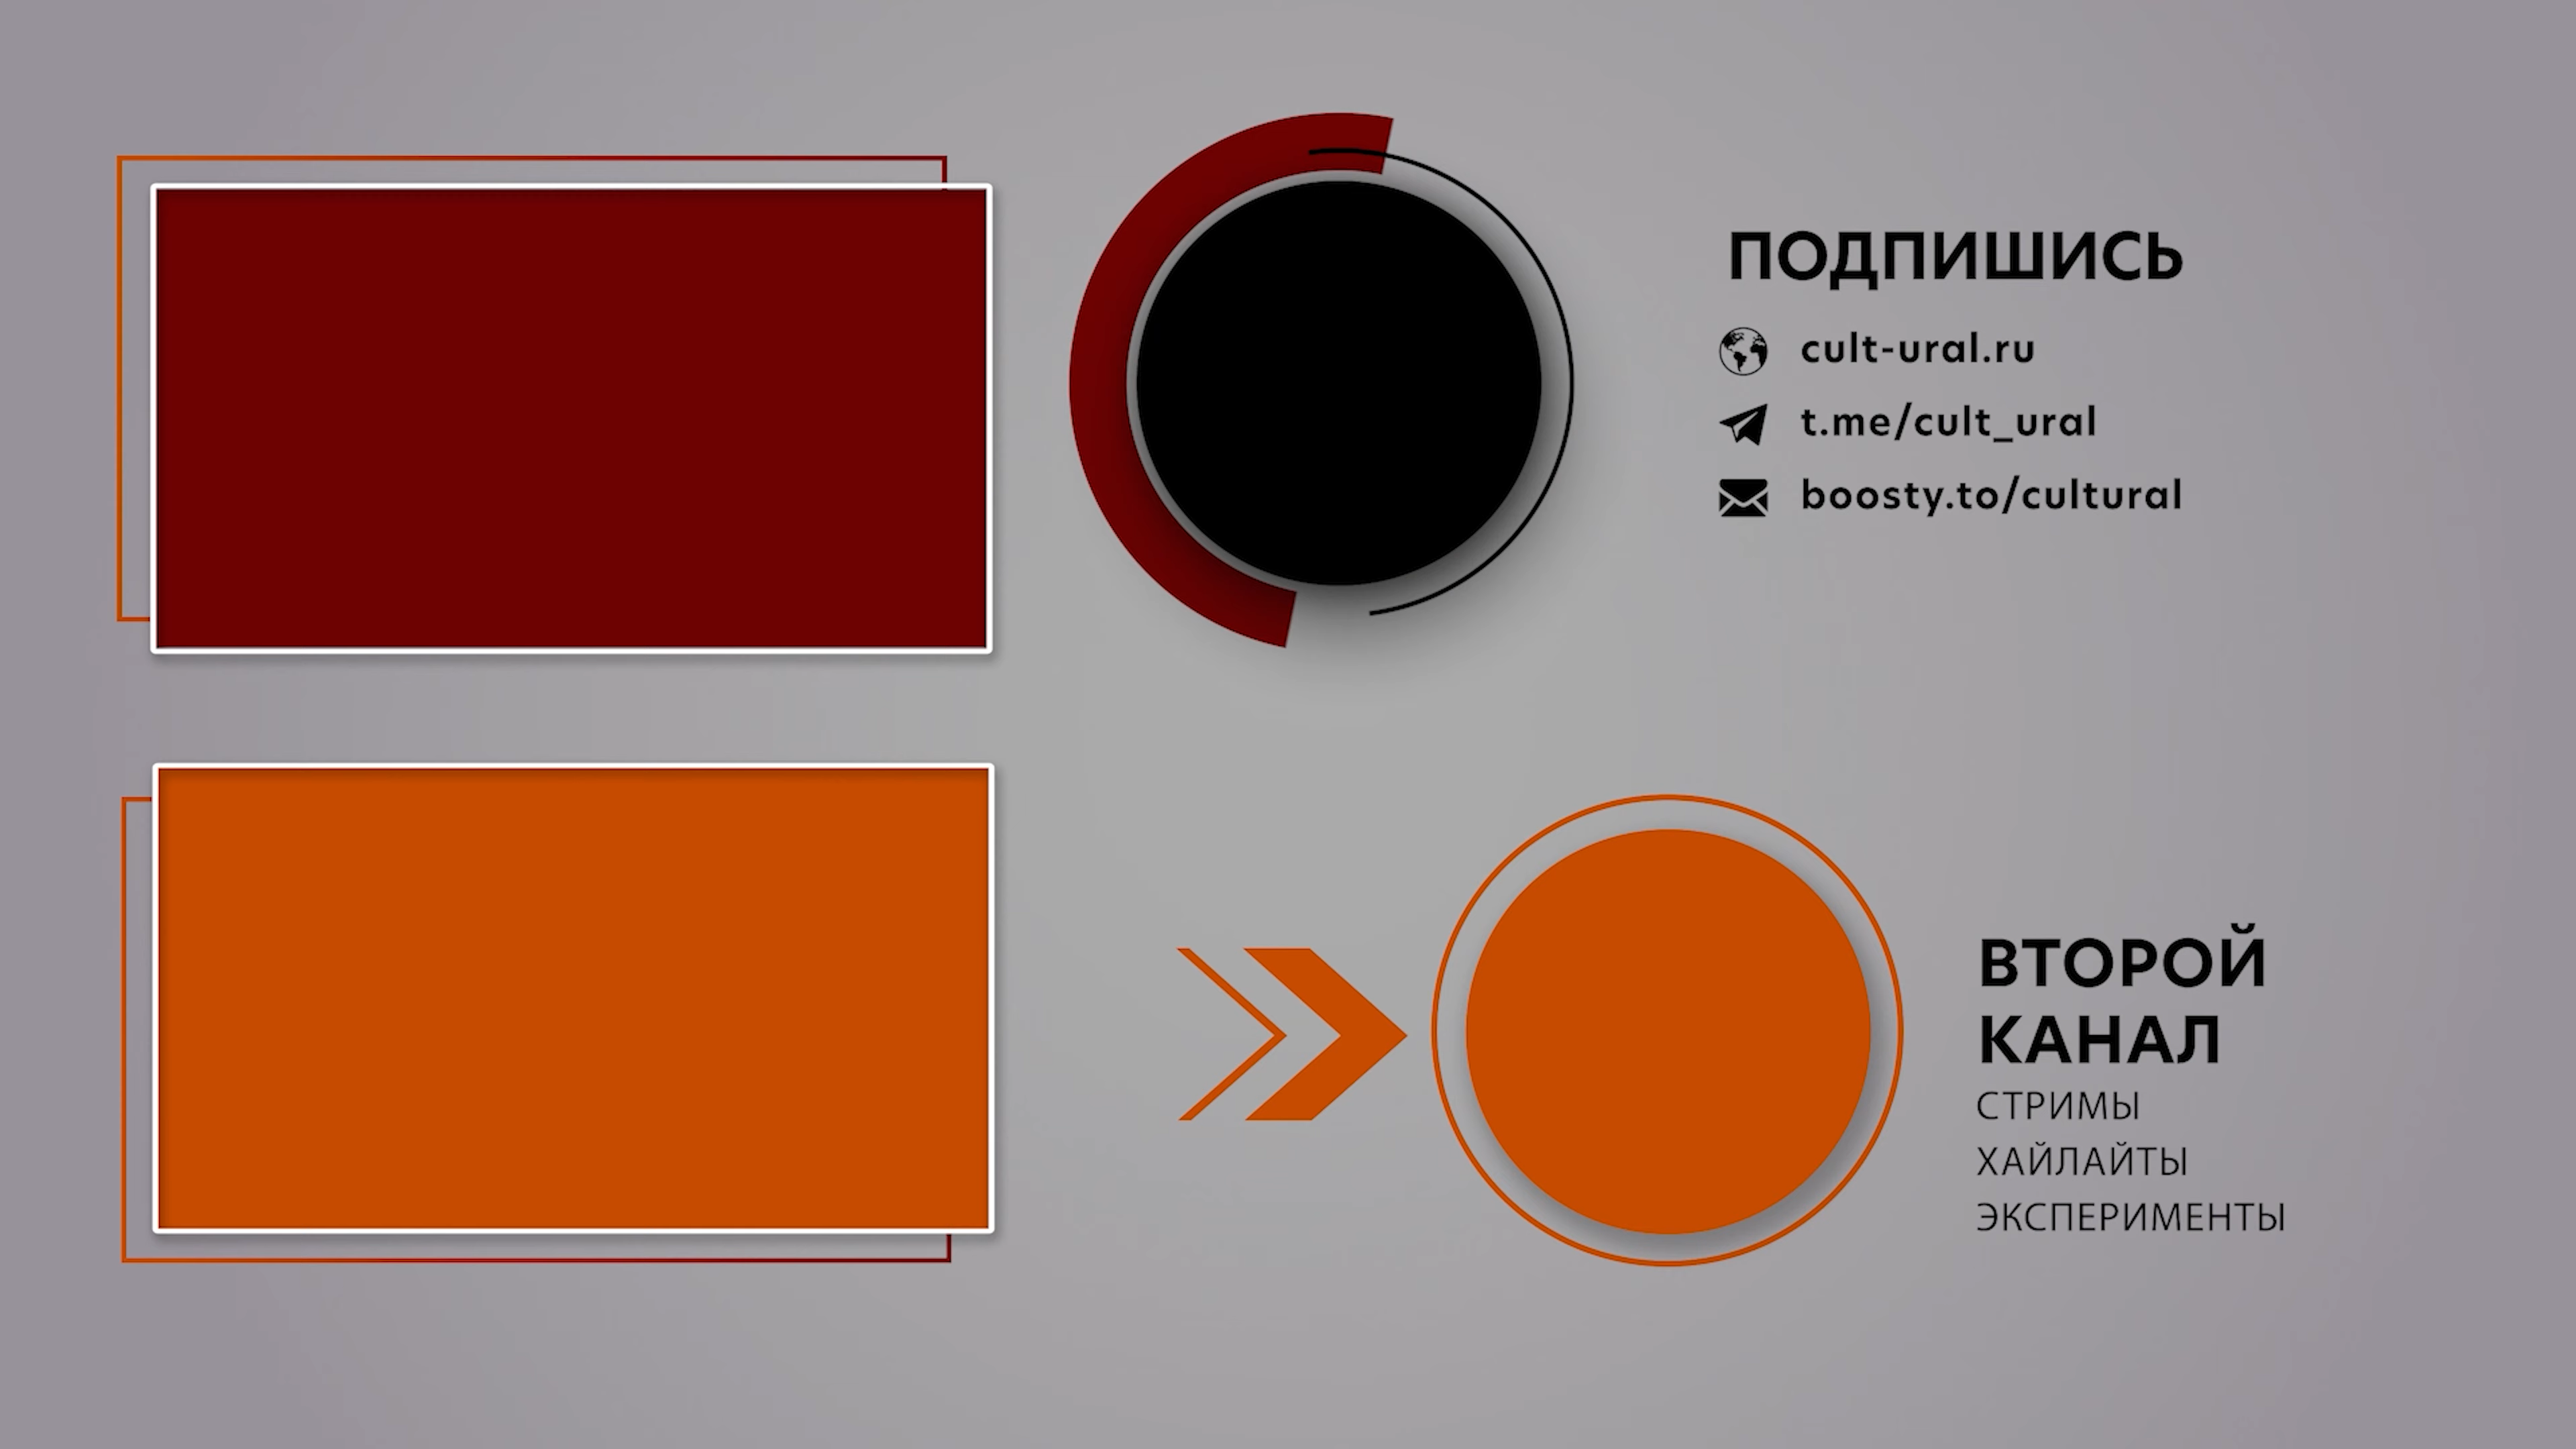 ПОДПИШИСЬ
cult-ural.ru
t.me/cult_ural
boosty.to/cultural
ВТОРОЙ
КАНАЛ
СТРИМЫ
ХАЙЛАЙТЫ
ЭКСПЕРИМЕНТЫ